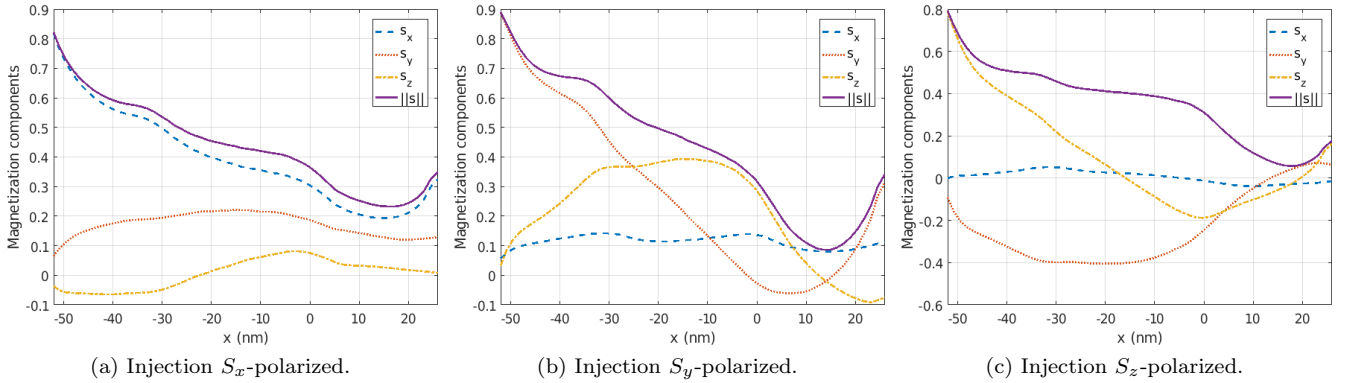 0.9
0.8
0.7
0.6
0.5
0.4
0.3
0.2
0.1
0
-0.1
Magnetization components
-50 -40 -30 -20 -10 0 10 20
x (nm)
s_x
s_y
s_z
||s||
(a) Injection S_x-polarized.
0.9
0.8
0.7
0.6
0.5
0.4
0.3
0.2
0.1
0
-0.1
Magnetization components
-50 -40 -30 -20 -10 0 10 20
x (nm)
s_x
s_y
s_z
||s||
(b) Injection S_y-polarized.
0.8
0.6
0.4
0.2
0
-0.2
-0.4
-0.6
Magnetization components
-50 -40 -30 -20 -10 0 10 20
x (nm)
s_x
s_y
s_z
||s||
(c) Injection S_z-polarized.